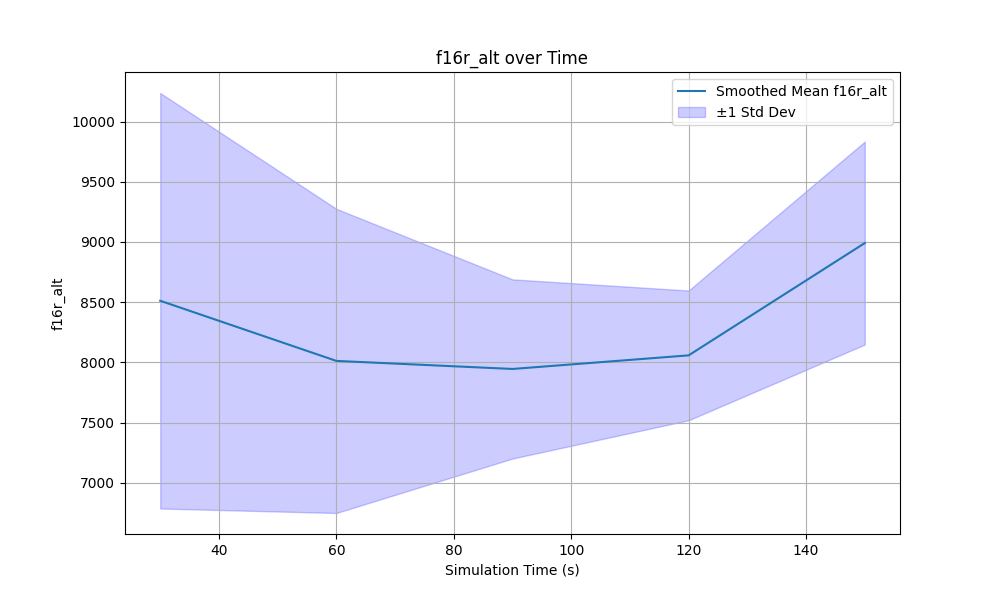 f16r_alt over Time
Smoothed Mean f16r_alt
±1 Std Dev
f16r_alt
10000
9500
9000
8500
8000
7500
7000
40 60 80 100 120 140
Simulation Time (s)